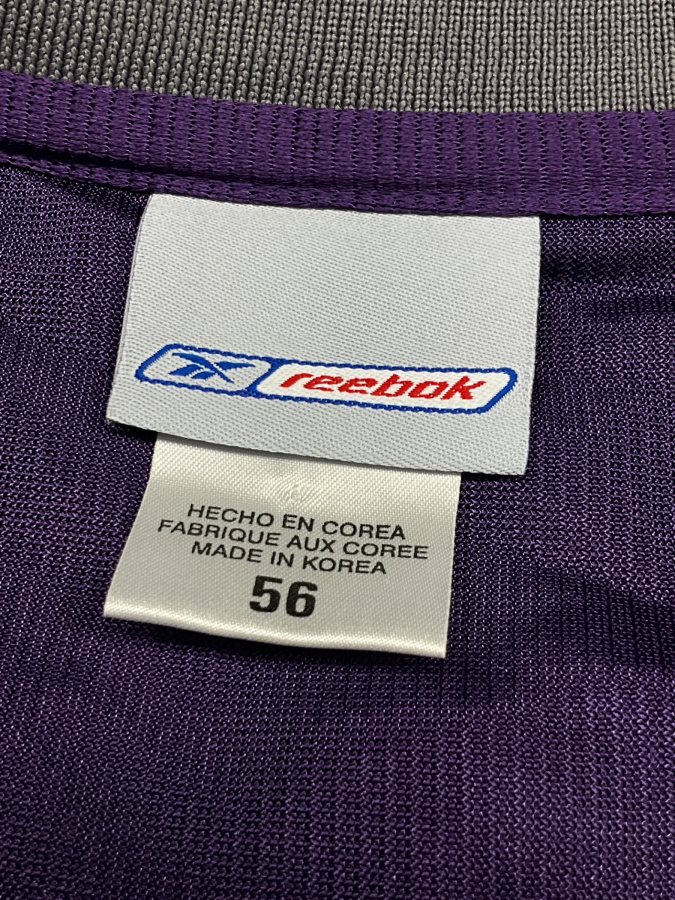 reebok
HECHO EN COREA
FABRIQUE AUX COREE
MADE IN KOREA
56